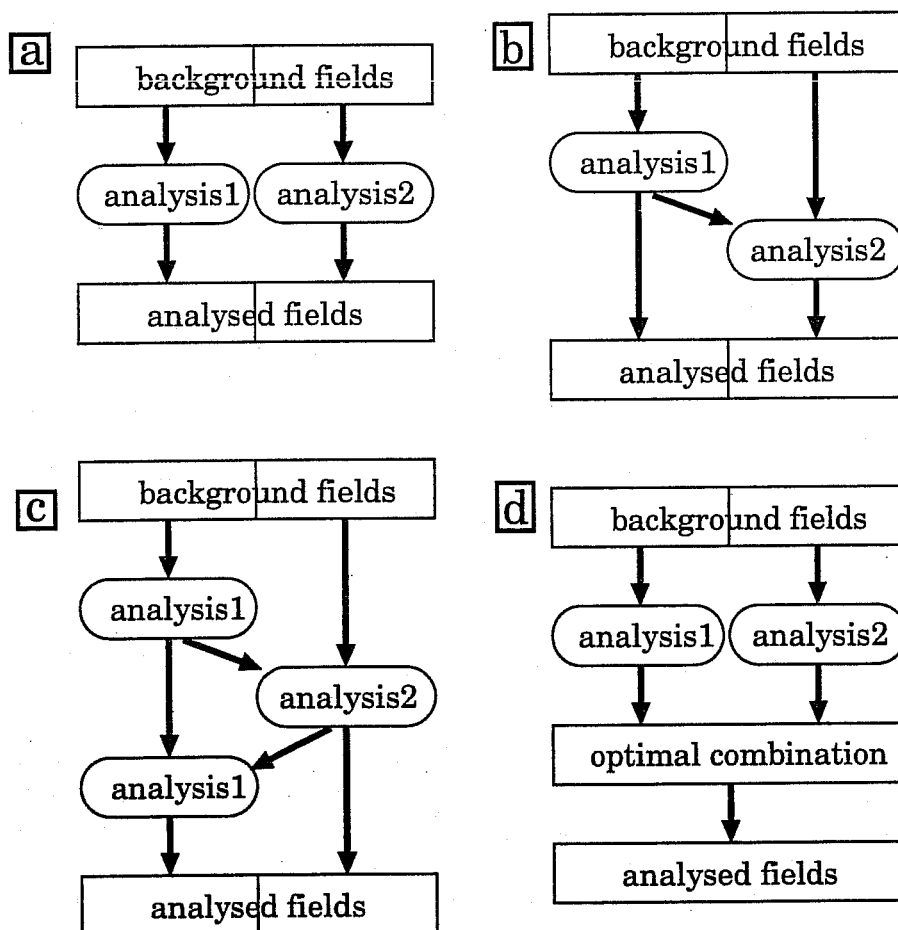 a
background fields
analysis1 analysis2
analysed fields
b
background fields
analysis1
analysis2
analysed fields
c
background fields
analysis1
analysis2
analysis1
analysed fields
d
background fields
analysis1 analysis2
optimal combination
analysed fields